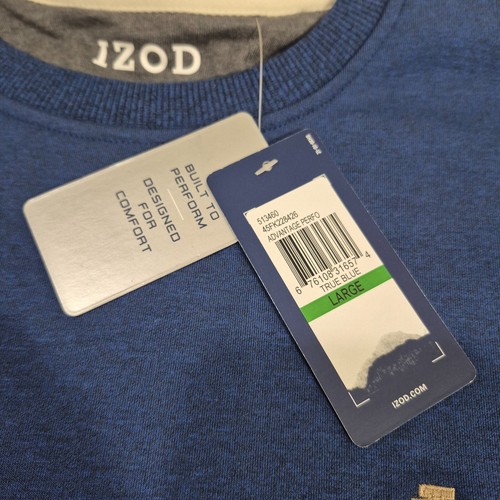 IZOD
BUILT TO
PERFORM
DESIGNED
FOR
COMFORT
513460
45FK228426
ADVANTAGE PERFO
6 76108 31657 4
TRUE BLUE
LARGE
IZOD.COM